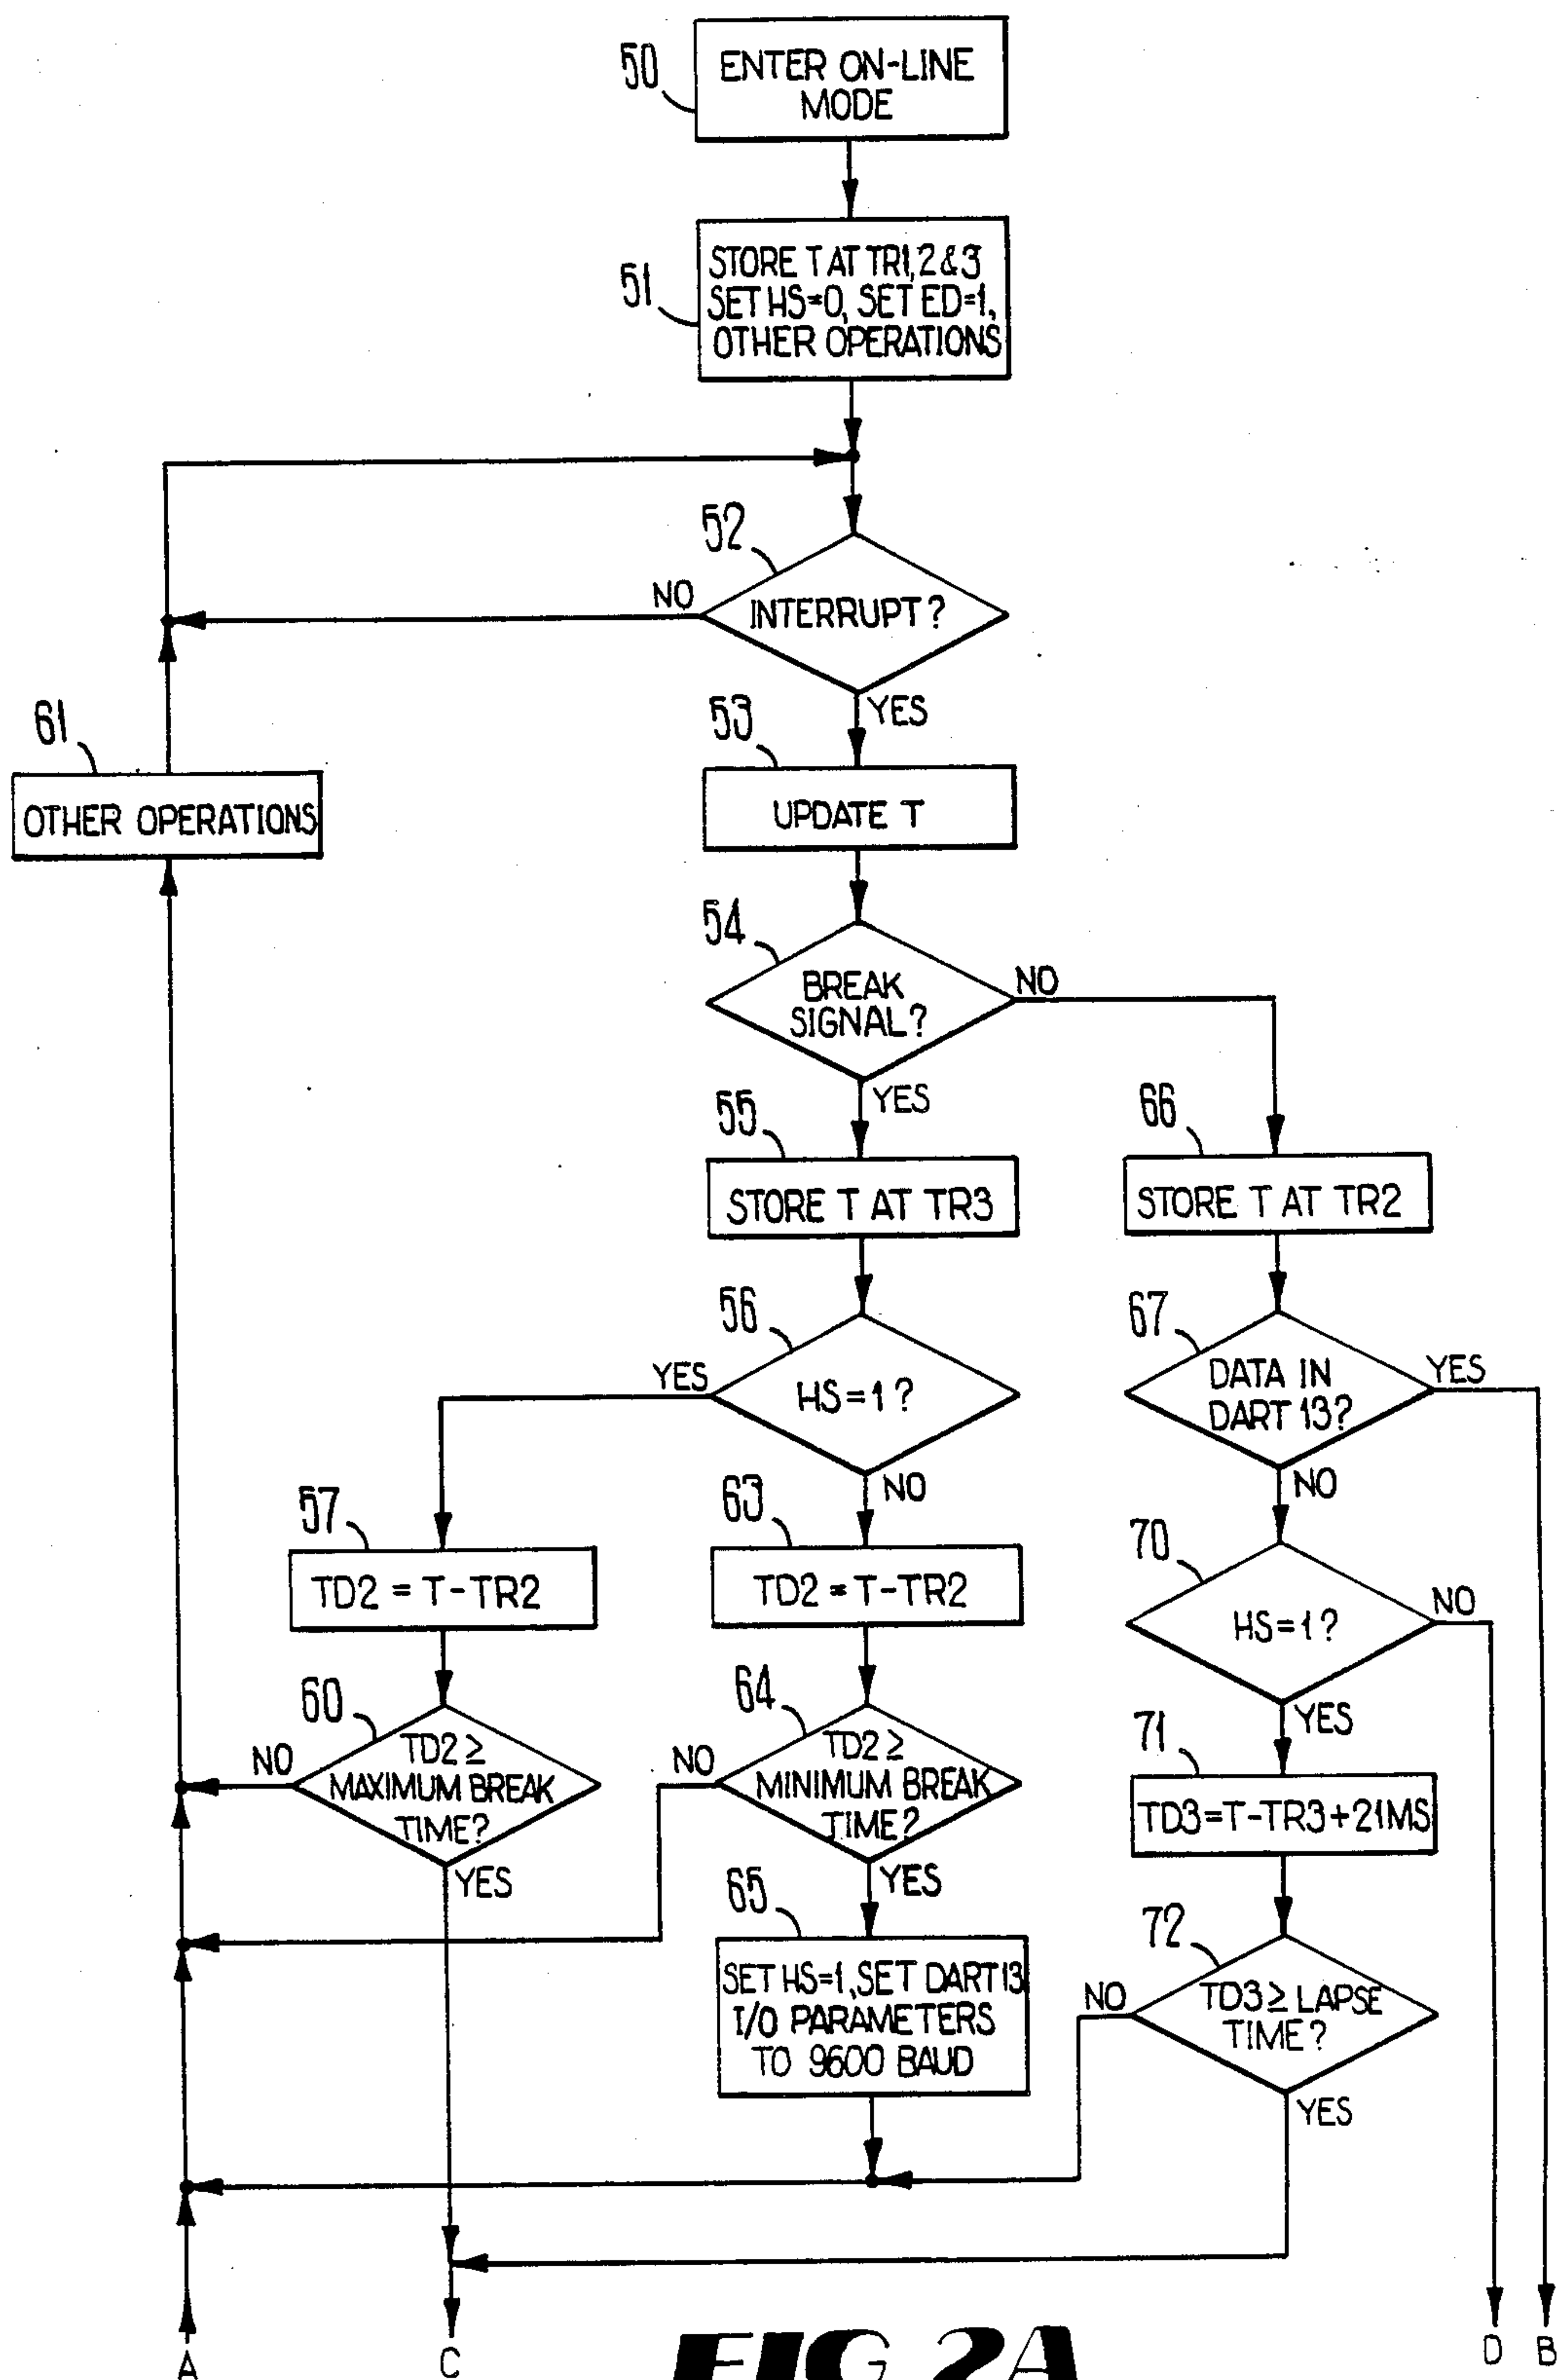 50
ENTER ON-LINE
MODE
51
STORE T AT TR1,2&3
SET HS=0, SET ED=1,
OTHER OPERATIONS
52
NO
INTERRUPT?
YES
53
UPDATE T
61
OTHER OPERATIONS
54
BREAK
SIGNAL?
NO
YES
55
STORE T AT TR3
66
STORE T AT TR2
56
YES
HS=1?
NO
67
DATA IN
DART 13?
YES
NO
57
TD2 = T-TR2
63
TD2 = T-TR2
70
HS=1?
NO
YES
60
NO
TD2 ≥
MAXIMUM BREAK
TIME?
YES
64
NO
TD2 ≥
MINIMUM BREAK
TIME?
YES
71
TD3=T-TR3+21MS
65
SET HS=1, SET DART 13
I/O PARAMETERS
TO 9600 BAUD
72
NO
TD3 ≥ LAPSE
TIME?
YES
A
C
D
B
FIG 2A